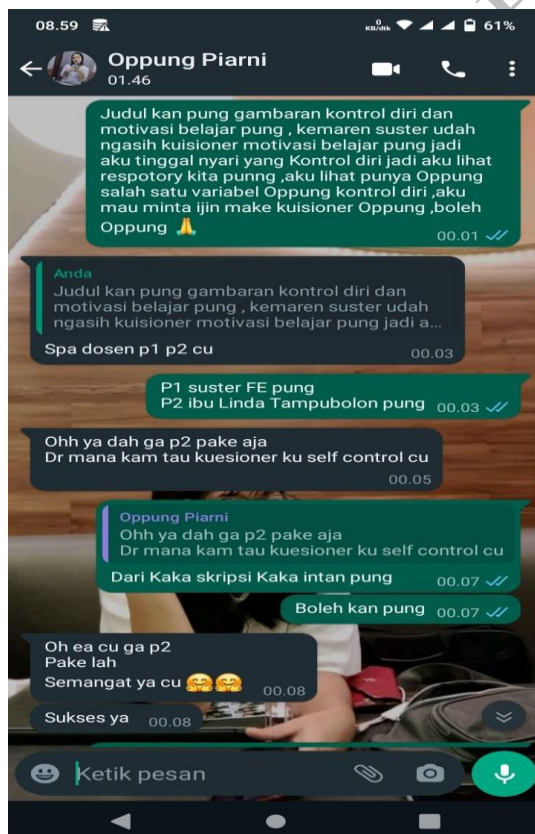 08.59
0 KB/dtk 61%
Oppung Piarni
01.46
Judul kan pung gambaran kontrol diri dan
motivasi belajar pung , kemaren suster udah
ngasih kuisioner motivasi belajar pung jadi
aku tinggal nyari yang Kontrol diri jadi aku lihat
respotory kita punng ,aku lihat punya Oppung
salah satu variabel Oppung kontrol diri ,aku
mau minta ijin make kuisioner Oppung ,boleh
Oppung 🙏
00.01
Anda
Judul kan pung gambaran kontrol diri dan
motivasi belajar pung , kemaren suster udah
ngasih kuisioner motivasi belajar pung jadi a...
Spa dosen p1 p2 cu
00.03
P1 suster FE pung
P2 ibu Linda Tampubolon pung 00.03
Ohh ya dah ga p2 pake aja
Dr mana kam tau kuesioner ku self control cu
00.05
Oppung Piarni
Ohh ya dah ga p2 pake aja
Dr mana kam tau kuesioner ku self control cu
Dari Kaka skripsi Kaka intan pung 00.07
Boleh kan pung 00.07
Oh ea cu ga p2
Pake lah
Semangat ya cu 🤗🤗 00.08
Sukses ya 00.08
Ketik pesan